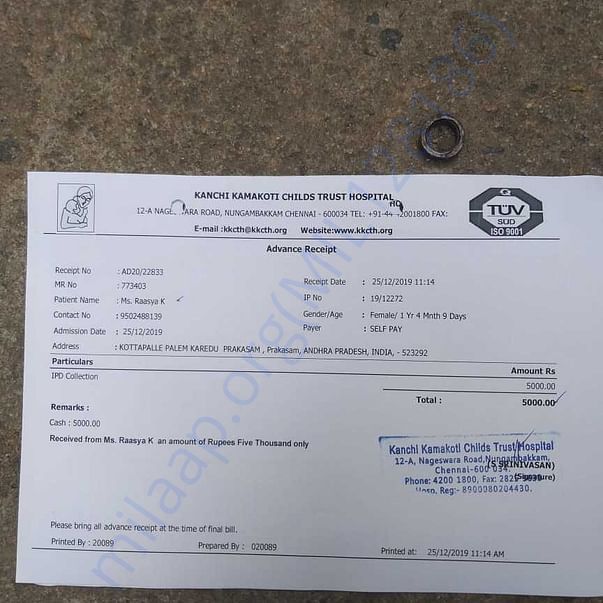 KANCHI KAMAKOTI CHILDS TRUST HOSPITAL
12-A ARA ROAD, NUNGAMBAKKAM CHENNAI - 600034 TEL: 2001800 FAX:
E-mail :kkcth@kkcth.org Website:www.kkcth.org
TÜV
SÜD
ISO 9001
Advance Receipt
Receipt No : AD20/22833 Receipt Date : 25/12/2019 11:14
MR No : 773403 IP No : 19/12272
Patient Name : Ms. Raasya K Gender/Age : Female/ 1 Yr 4 Mnth 9 Days
Contact No : 9502488139 Payer : SELF PAY
Admission Date : 25/12/2019
Address : KOTTAPALLE PALEM KAREDU PRAKASAM , Prakasam, ANDHRA PRADESH, INDIA, - 523292
Particulars Amount Rs
IPD Collection 5000.00
Total : 5000.00
Remarks :
Cash : 5000.00
Received from Ms. Raasya K an amount of Rupees Five Thousand only
Kanchi Kamakoti Childs Trust Hospital
12-A, Nageswara Road, Nungambakkam,
Chennai-600 034.
(S SRINIVASAN)
Phone: 4200 1800, Fax:
(Signature)
Reg:- 8900080204430.
Please bring all advance receipt at the time of final bill.
Printed By : 20089 Prepared By : 020089 Printed at: 25/12/2019 11:14 AM